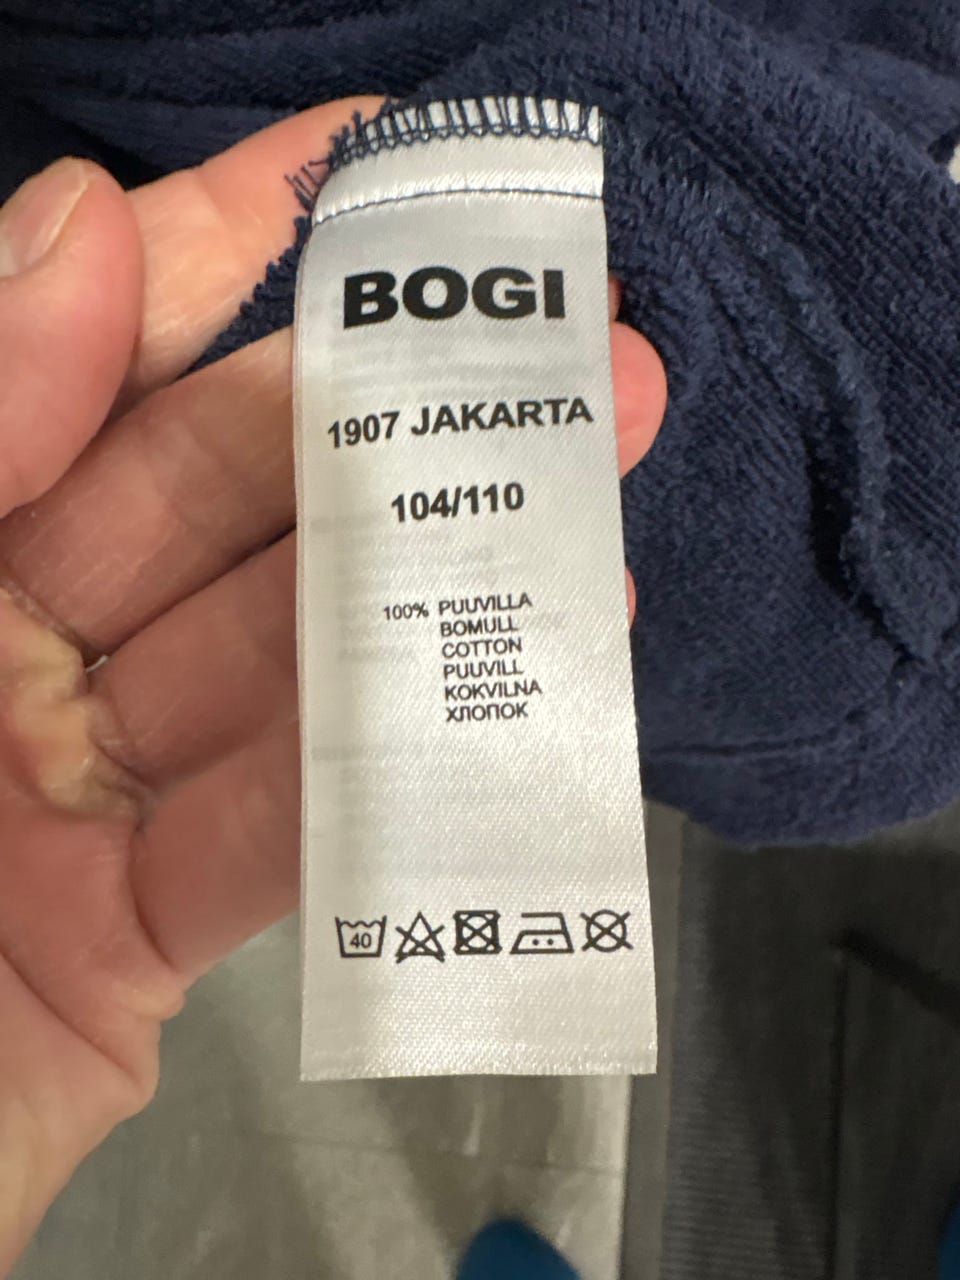 BOGI
1907 JAKARTA
104/110
100% PUUVILLA
BOMULL
COTTON
PUUVILL
KOKVILNA
ХЛОПОК
40